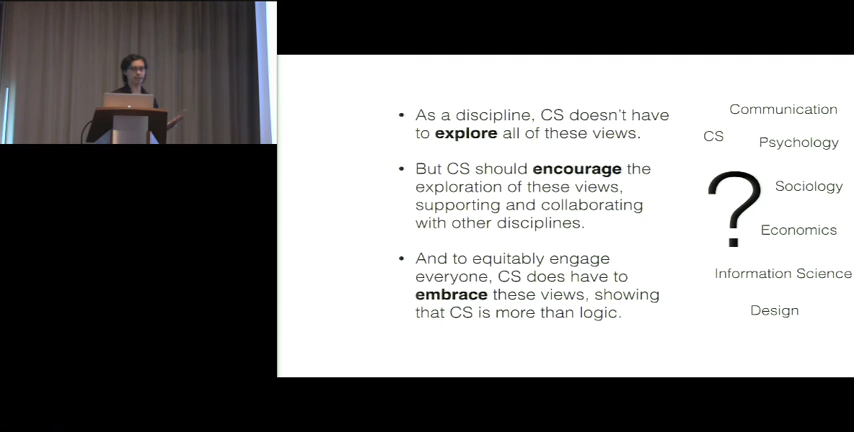 • As a discipline, CS doesn't have
to explore all of these views.
• But CS should encourage the
exploration of these views,
supporting and collaborating
with other disciplines.
• And to equitably engage
everyone, CS does have to
embrace these views, showing
that CS is more than logic.
Communication
CS
Psychology
?
Sociology
Economics
Information Science
Design